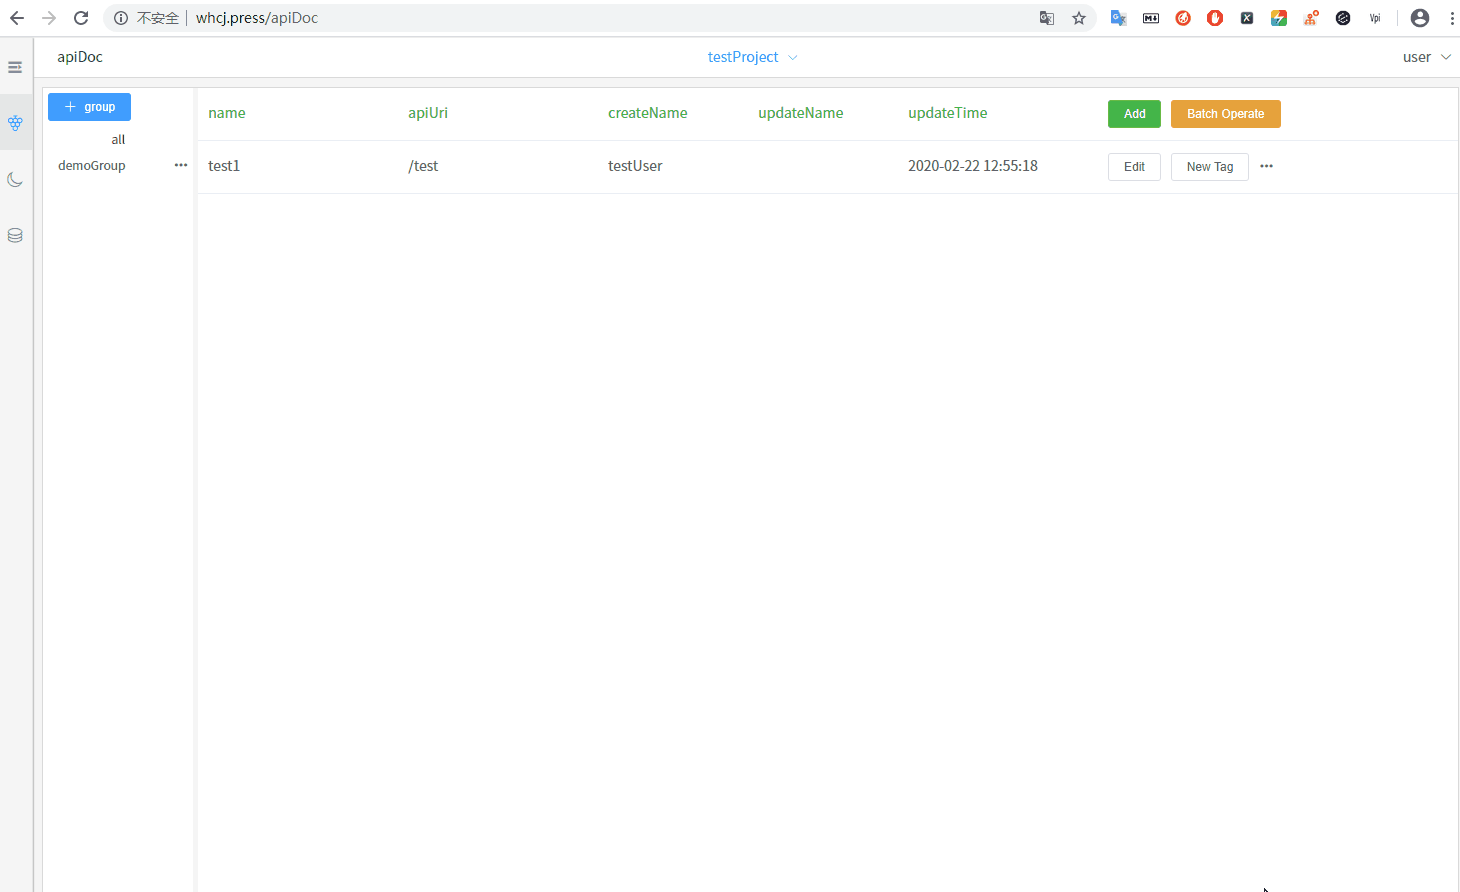 不安全 whcj.press/apiDoc
apiDoc testProject user
+ group name apiUri createName updateName updateTime Add Batch Operate
all
demoGroup ••• test1 /test testUser 2020-02-22 12:55:18 Edit New Tag •••